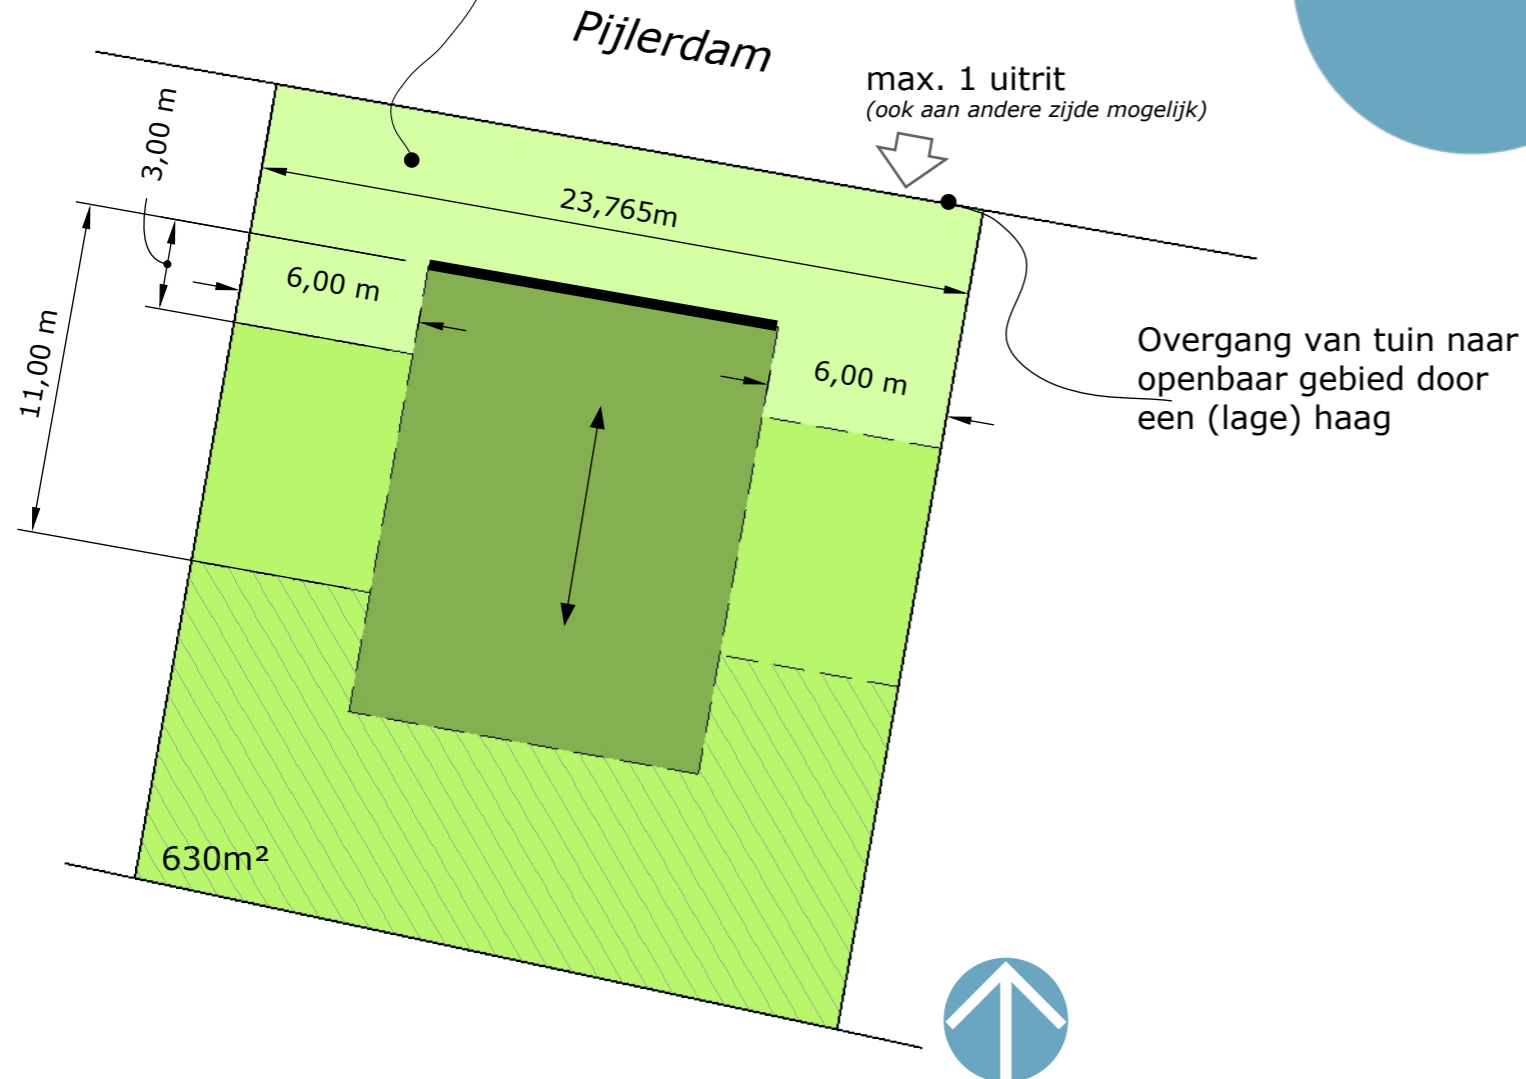 Pijlerdam
max. 1 uitrit
(ook aan andere zijde mogelijk)
3,00 m
23,765m
6,00 m
11,00 m
6,00 m
Overgang van tuin naar
openbaar gebied door
een (lage) haag
630m²